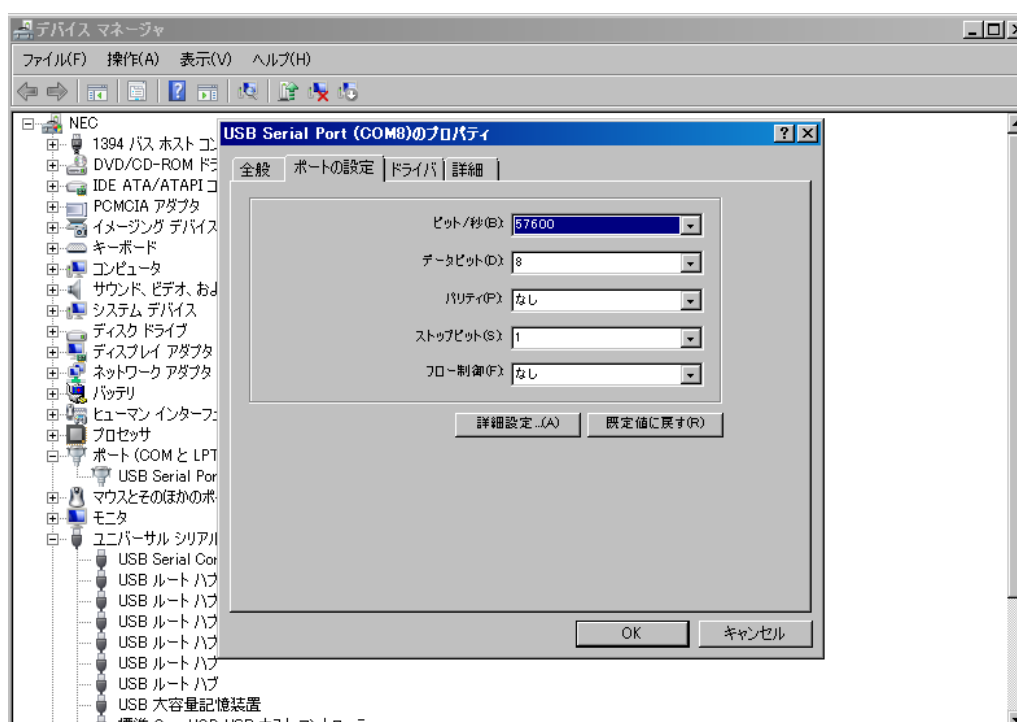 デバイス マネージャ
ファイル(F) 操作(A) 表示(V) ヘルプ(H)
NEC
1394 バス ホスト コン
DVD/CD-ROM ドラ
IDE ATA/ATAPI コ
PCMCIA アダプタ
イメージング デバイス
キーボード
コンピュータ
サウンド、ビデオ、およ
システム デバイス
ディスク ドライブ
ディスプレイ アダプタ
ネットワーク アダプタ
バッテリ
ヒューマン インターフェ
プロセッサ
ポート (COM と LPT
USB Serial Por
マウスとそのほかのポ
モニタ
ユニバーサル シリアル
USB Serial Con
USB ルート ハブ
USB ルート ハブ
USB ルート ハブ
USB ルート ハブ
USB ルート ハブ
USB ルート ハブ
USB 大容量記憶装置
USB Serial Port (COM8)のプロパティ
全般 ポートの設定 ドライバ 詳細
ビット/秒(B): 57600
データ ビット(D): 8
パリティ(P): なし
ストップ ビット(S): 1
フロー制御(F): なし
詳細設定...(A) 既定値に戻す(R)
OK キャンセル